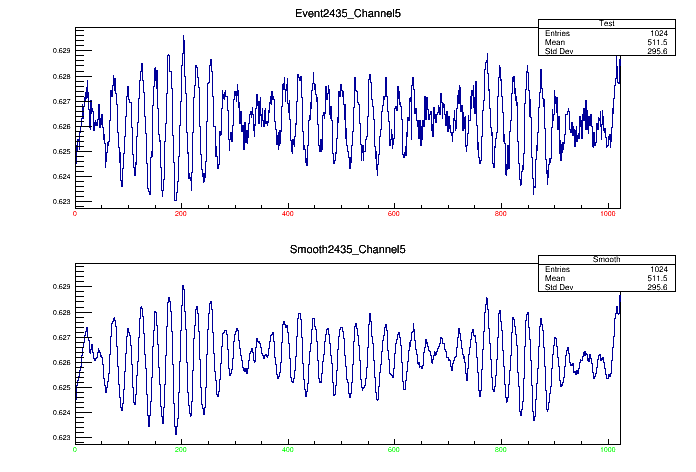 Event2435_Channel5
Test
Entries 1024
Mean 511.5
Std Dev 295.6
0.629
0.628
0.627
0.626
0.625
0.624
0.623
0 200 400 600 800 1000
Smooth2435_Channel5
Smooth
Entries 1024
Mean 511.5
Std Dev 295.6
0.629
0.628
0.627
0.626
0.625
0.624
0.623
0 200 400 600 800 1000